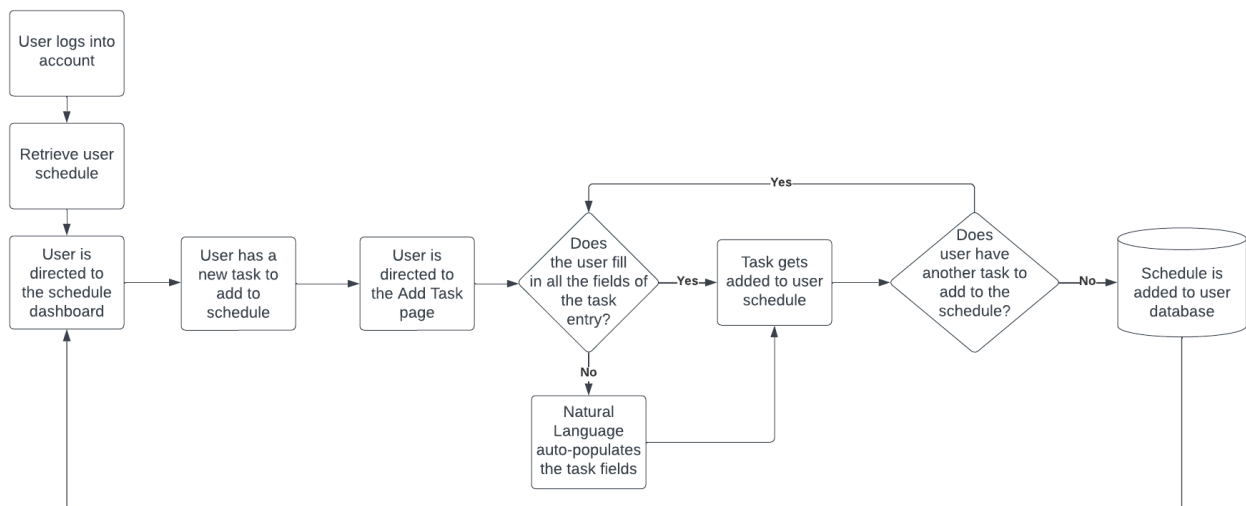 User logs into
account
Retrieve user
schedule
User is
directed to
the schedule
dashboard
User has a
new task to
add to
schedule
User is
directed to
the Add Task
page
Does
the user fill
in all the fields of
the task
entry?
Yes
No
Natural
Language
auto-populates
the task fields
Task gets
added to user
schedule
Yes
Does
user have
another task to
add to the
schedule?
No
Schedule is
added to user
database